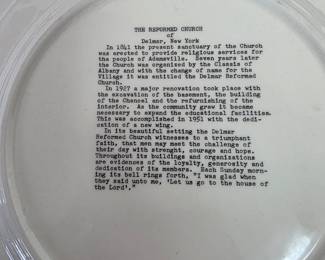 THE REFORMED CHURCH
of
Delmar, New York
In 1841 the present sanctuary of the Church
was erected to provide religious services for
the people of Adamsville. Seven years later
the Church was organized by the Classis of
Albany and with the change of name for the
Village it was entitled the Delmar Reformed
Church.
In 1927 a major renovation took place with
the excavation of the basement, the building
of the Chancel and the refurnishing of the
interior. As the community grew it became
necessary to expand the educational facilities.
This was accomplished in 1951 with the dedi-
cation of a new wing.
In its beautiful setting the Delmar
Reformed Church witnesses to a triumphant
faith, that men may meet the challenge of
their day with strenght, courage and hope.
Throughout its buildings and organizations
are evidences of the loyalty, generosity and
dedication of its members. Each Sunday morn-
ing its bell rings forth, "I was glad when
they said unto me, 'Let us go to the house of
the Lord'."